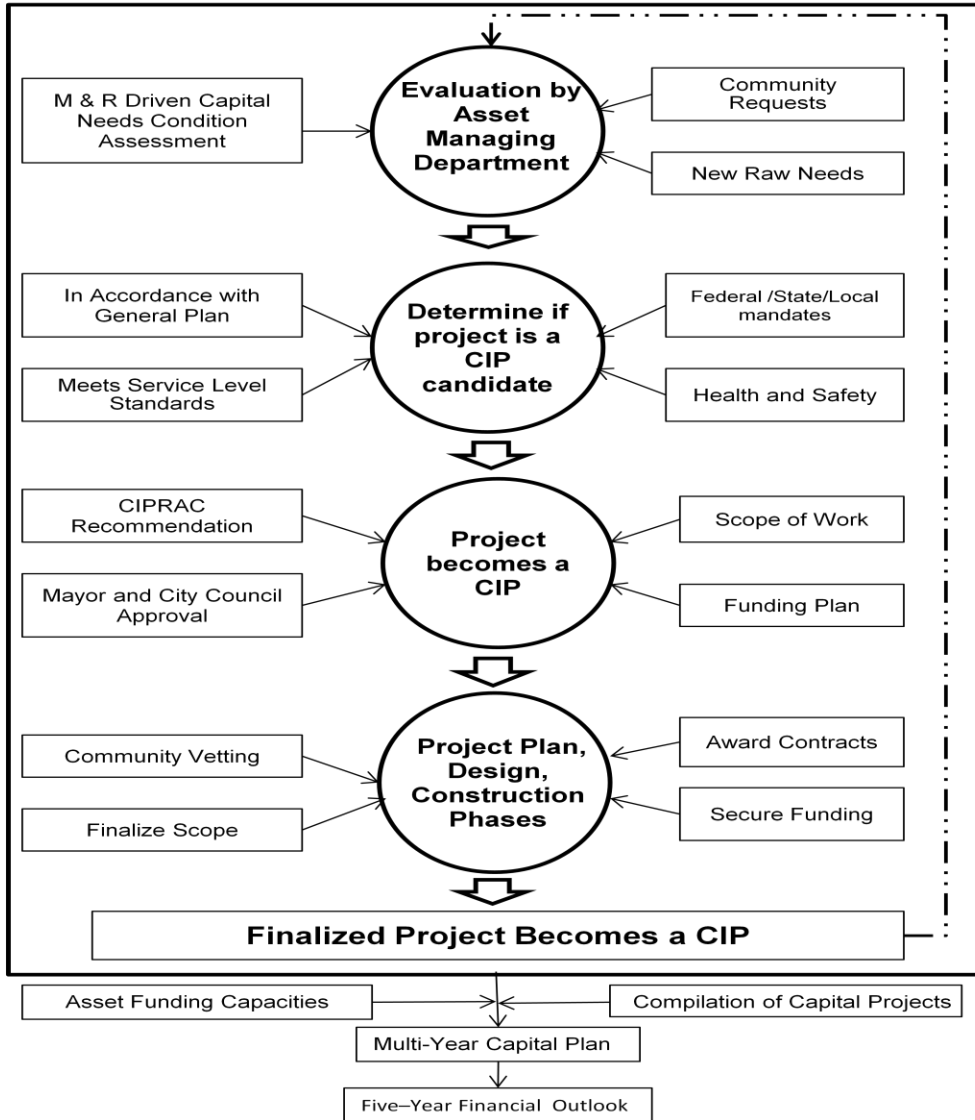 M & R Driven Capital
Needs Condition
Assessment
Evaluation by
Asset
Managing
Department
Community
Requests
New Raw Needs
In Accordance with
General Plan
Meets Service Level
Standards
Determine if
project is a
CIP
candidate
Federal /State/Local
mandates
Health and Safety
CIPRAC
Recommendation
Mayor and City Council
Approval
Project
becomes a
CIP
Scope of Work
Funding Plan
Community Vetting
Finalize Scope
Project Plan,
Design,
Construction
Phases
Award Contracts
Secure Funding
Finalized Project Becomes a CIP
Asset Funding Capacities
Compilation of Capital Projects
Multi-Year Capital Plan
Five–Year Financial Outlook